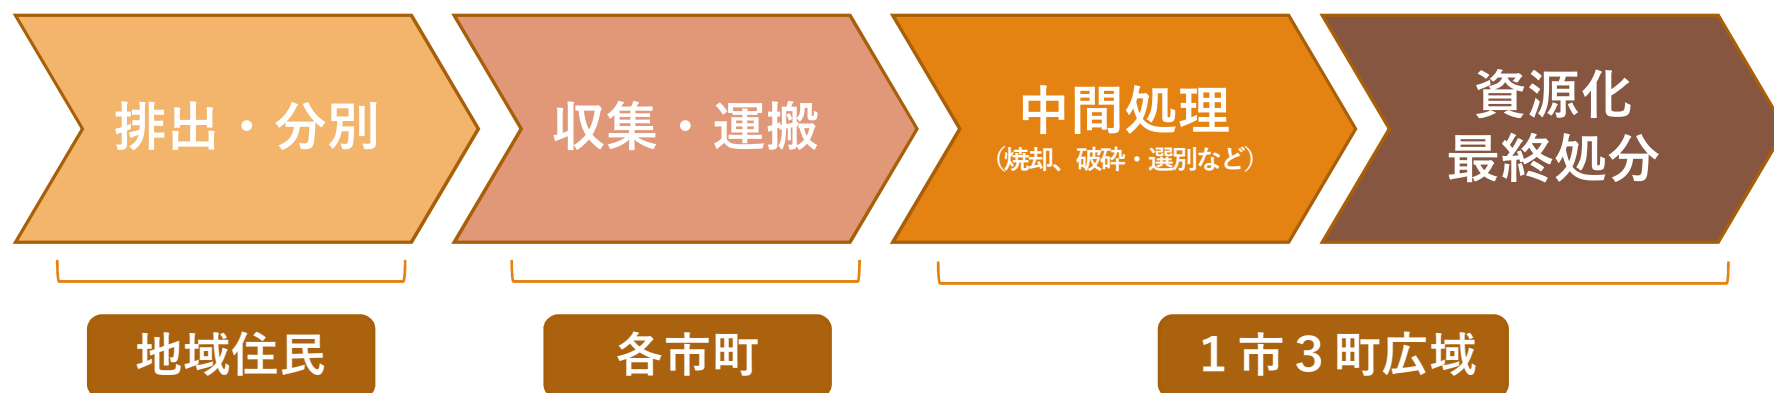 排出・分別
収集・運搬
中間処理
（焼却、破砕・選別など）
資源化
最終処分
地域住民
各市町
１市３町広域